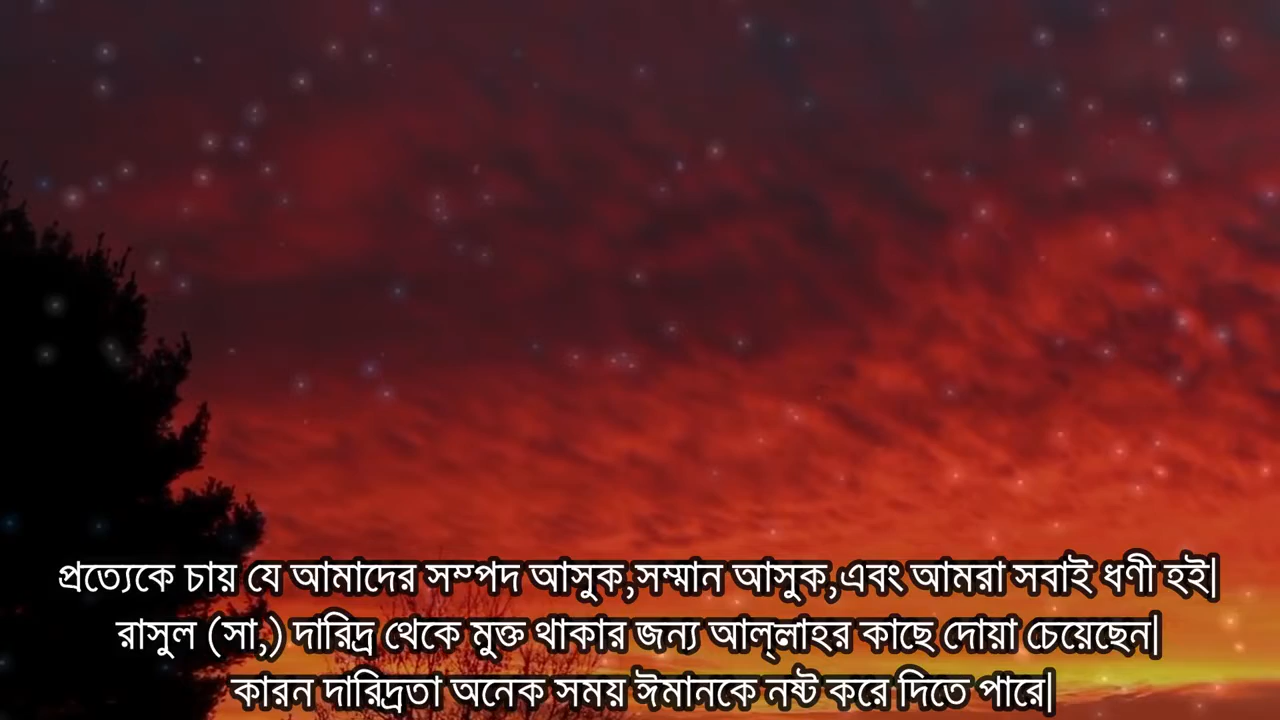 প্রত্যেকে চায় যে আমাদের সম্পদ আসুক,সম্মান আসুক,এবং আমরা সবাই ধণী হই|
রাসুল (সা,) দারিদ্র থেকে মুক্ত থাকার জন্য আল্লাহর কাছে দোয়া চেয়েছেন|
কারন দারিদ্রতা অনেক সময় ঈমানকে নষ্ট করে দিতে পারে|